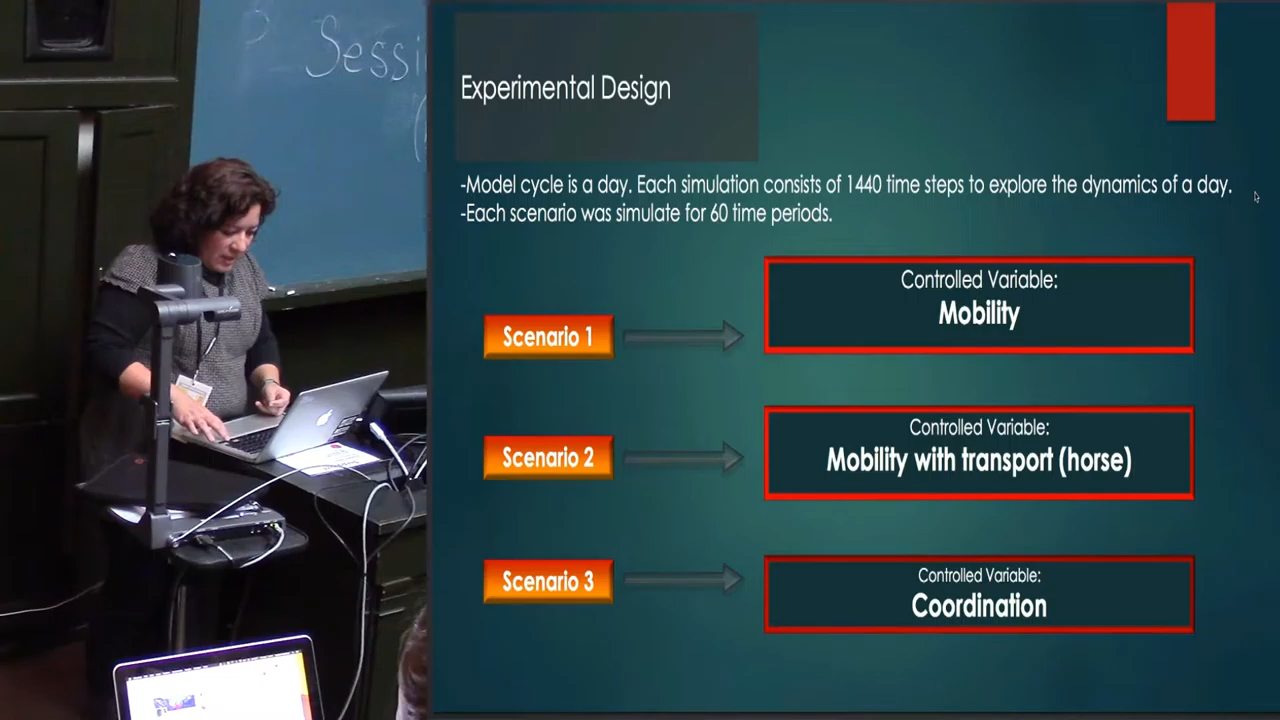 P Sessi
Experimental Design
-Model cycle is a day. Each simulation consists of 1440 time steps to explore the dynamics of a day.
-Each scenario was simulate for 60 time periods.
Scenario 1
Controlled Variable:
Mobility
Scenario 2
Controlled Variable:
Mobility with transport (horse)
Scenario 3
Controlled Variable:
Coordination